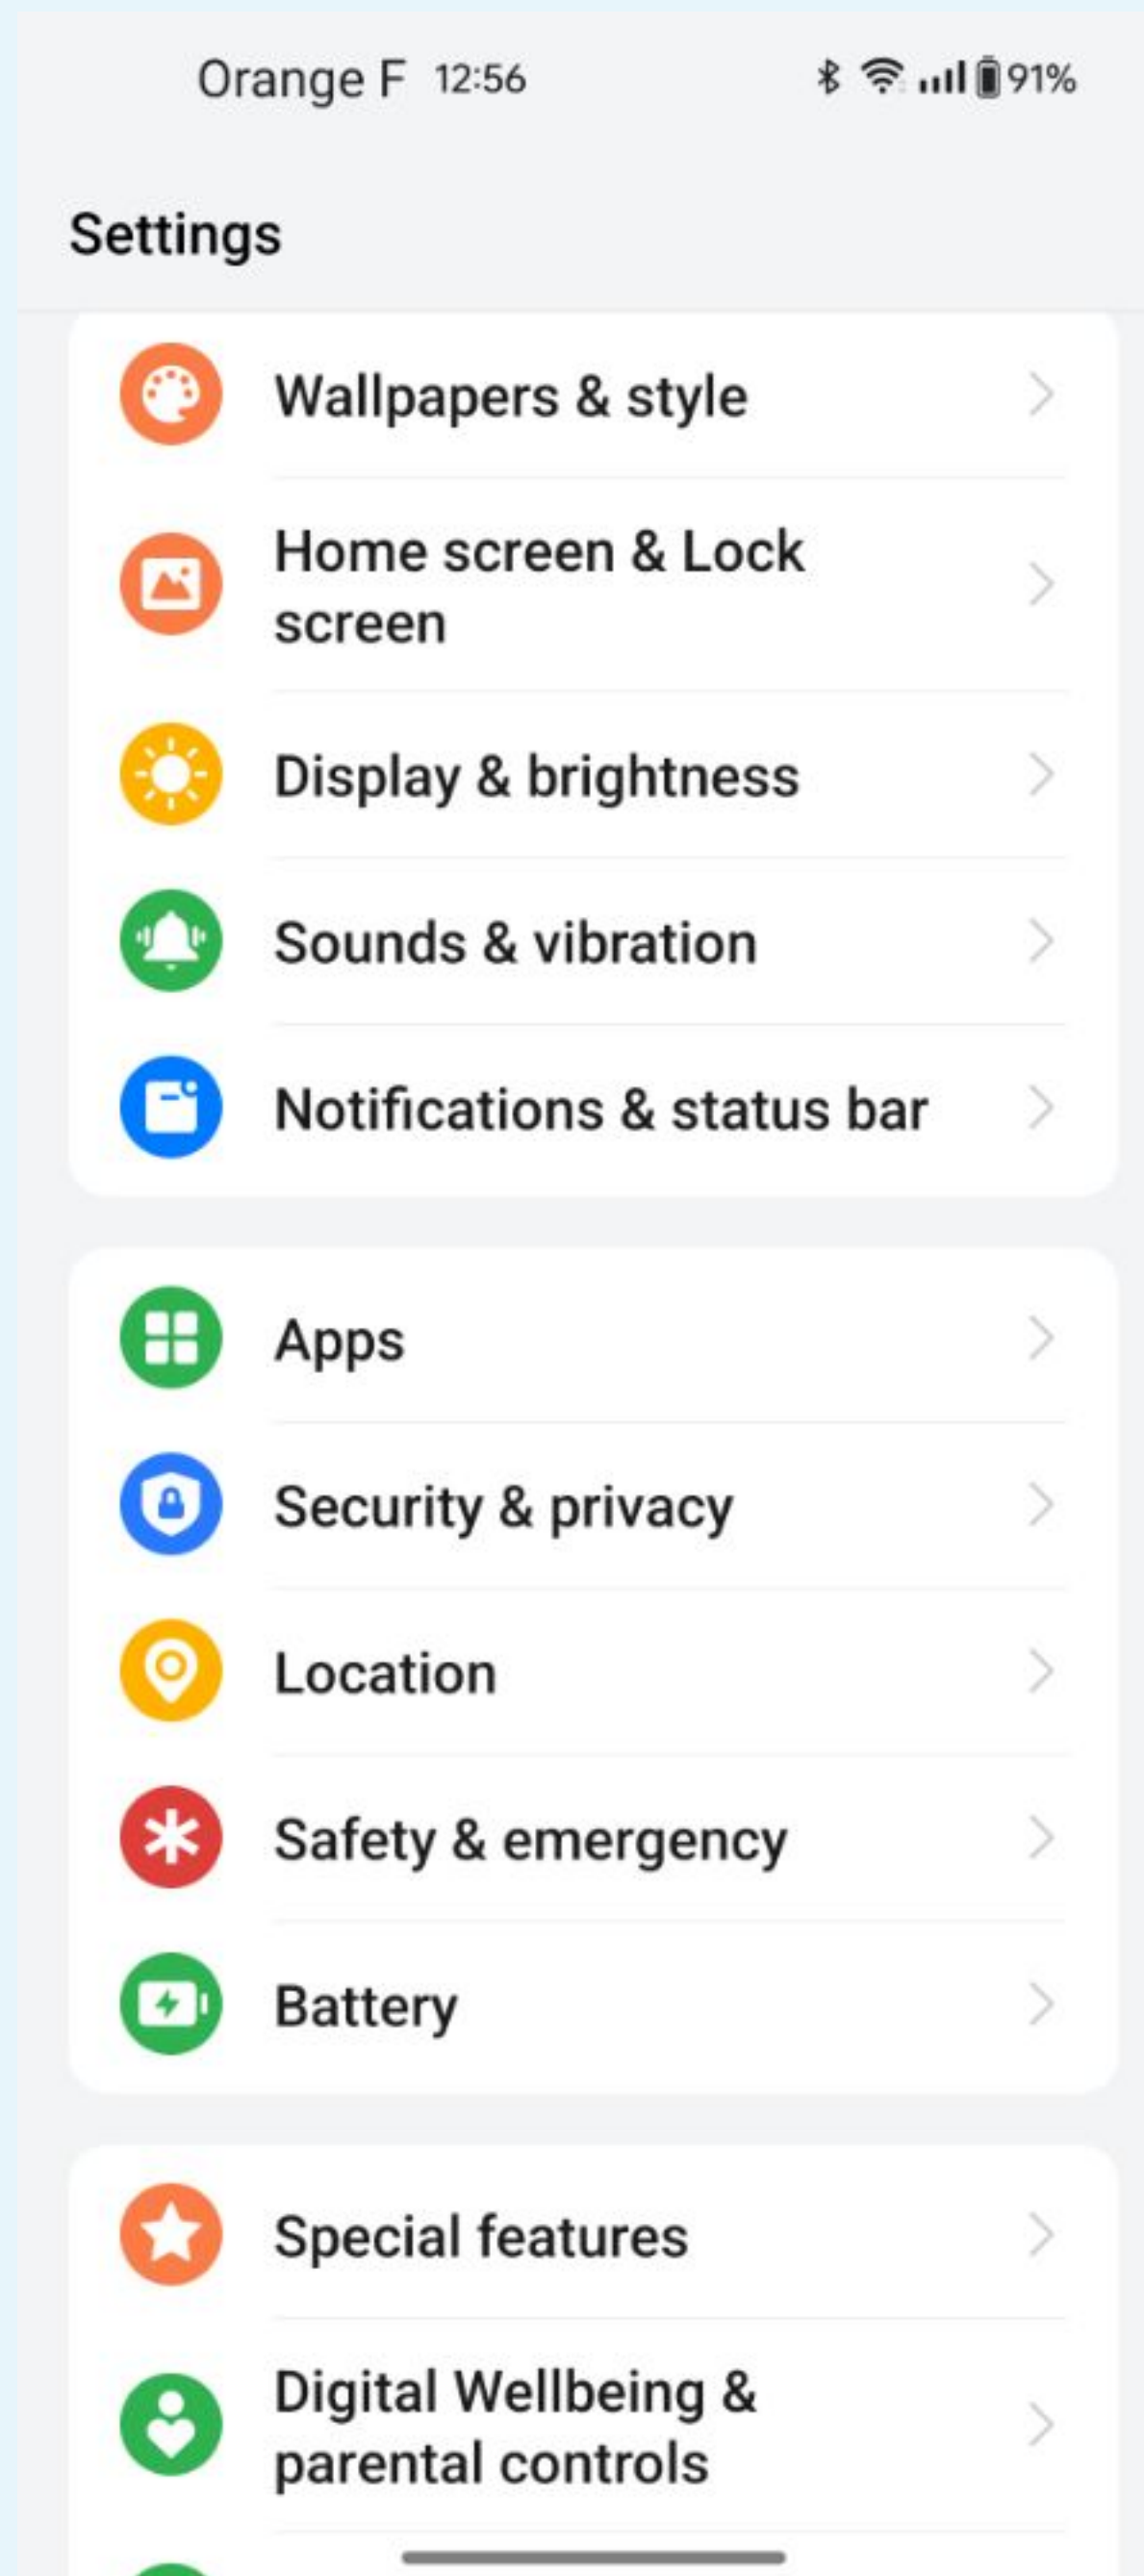 Orange F 12:56 91%
Settings
Wallpapers & style
Home screen & Lock
screen
Display & brightness
Sounds & vibration
Notifications & status bar
Apps
Security & privacy
Location
Safety & emergency
Battery
Special features
Digital Wellbeing &
parental controls